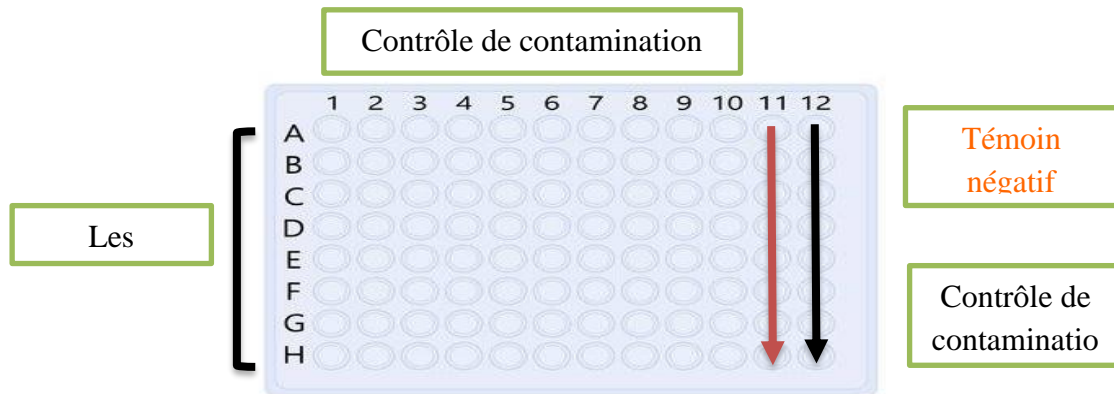 Contrôle de contamination
1 2 3 4 5 6 7 8 9 10 11 12
A
B
C
D
E
F
G
H
Les
Témoin
négatif
Contrôle de
contaminatio